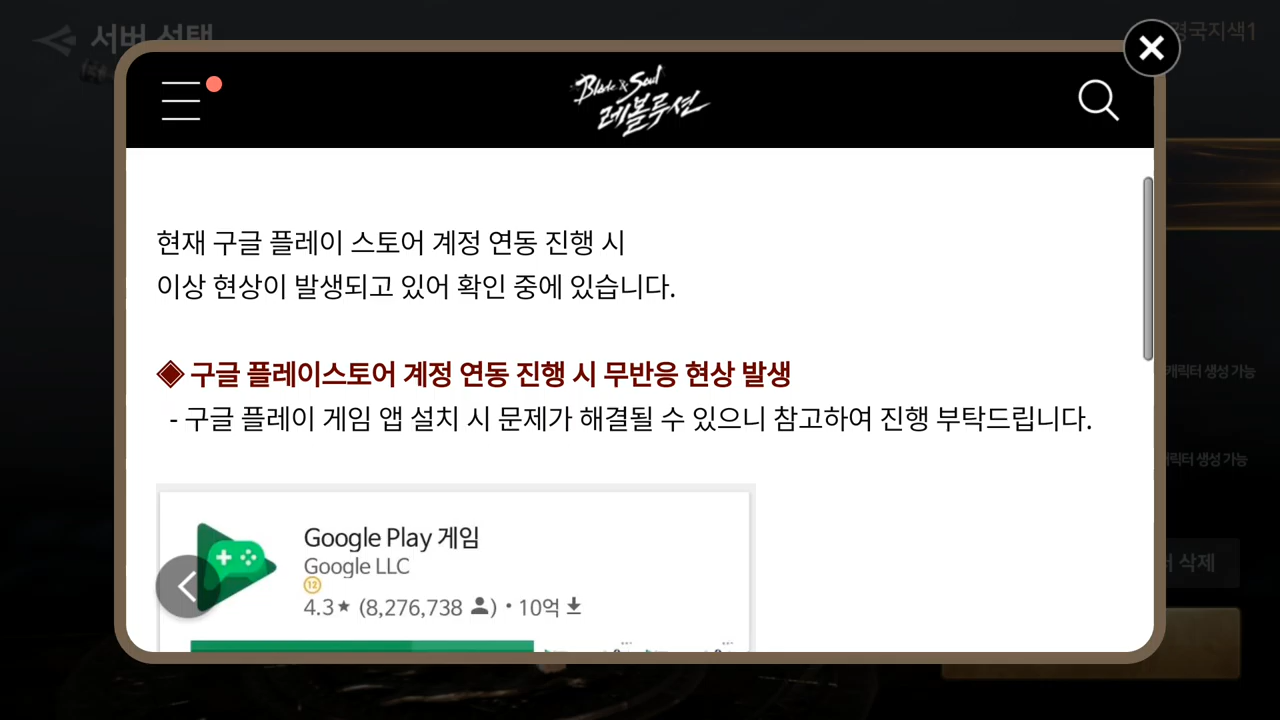 서버 선택
경국지색1
Blade & Soul
레볼루션
현재 구글 플레이 스토어 계정 연동 진행 시
이상 현상이 발생되고 있어 확인 중에 있습니다.
◈ 구글 플레이스토어 계정 연동 진행 시 무반응 현상 발생
- 구글 플레이 게임 앱 설치 시 문제가 해결될 수 있으니 참고하여 진행 부탁드립니다.
캐릭터 생성 가능
캐릭터 생성 가능
Google Play 게임
Google LLC
12
4.3★ (8,276,738 ) • 10억
삭제